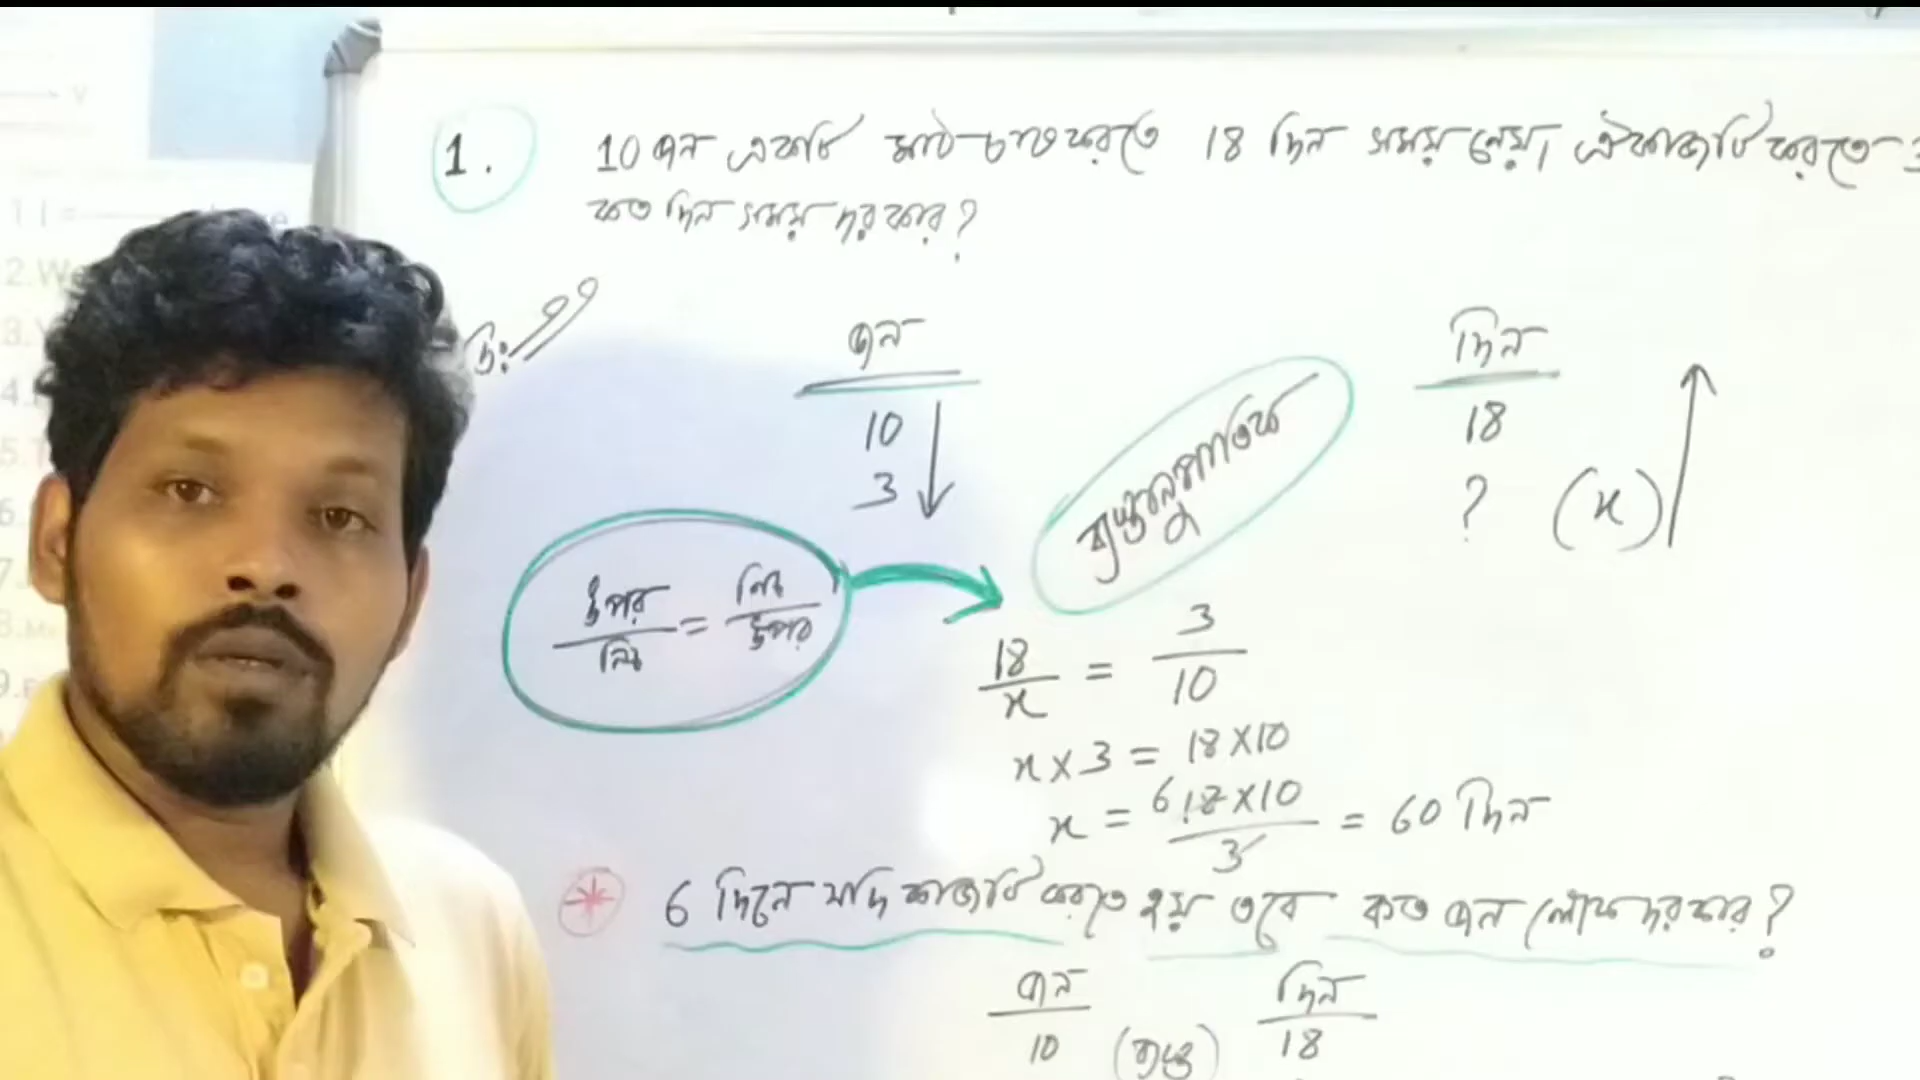 1. 10 জন একটি মাঠ চাষ করতে 18 দিন সময় নেয়। ঐ কাজটি করতে 3
কত দিন সময় দরকার?
উ:
জন
দিন
10
18
3
? (x)
ব্যস্তানুপাতিক
উপর/নিচ = নিচ/উপর
18/x = 3/10
x × 3 = 18 × 10
x = 6 18 × 10 / 3 = 60 দিন
* 6 দিনে যদি কাজটি করতে হয় তবে কত জন লোক দরকার?
জন
দিন
10 (ব্যস্ত) 18